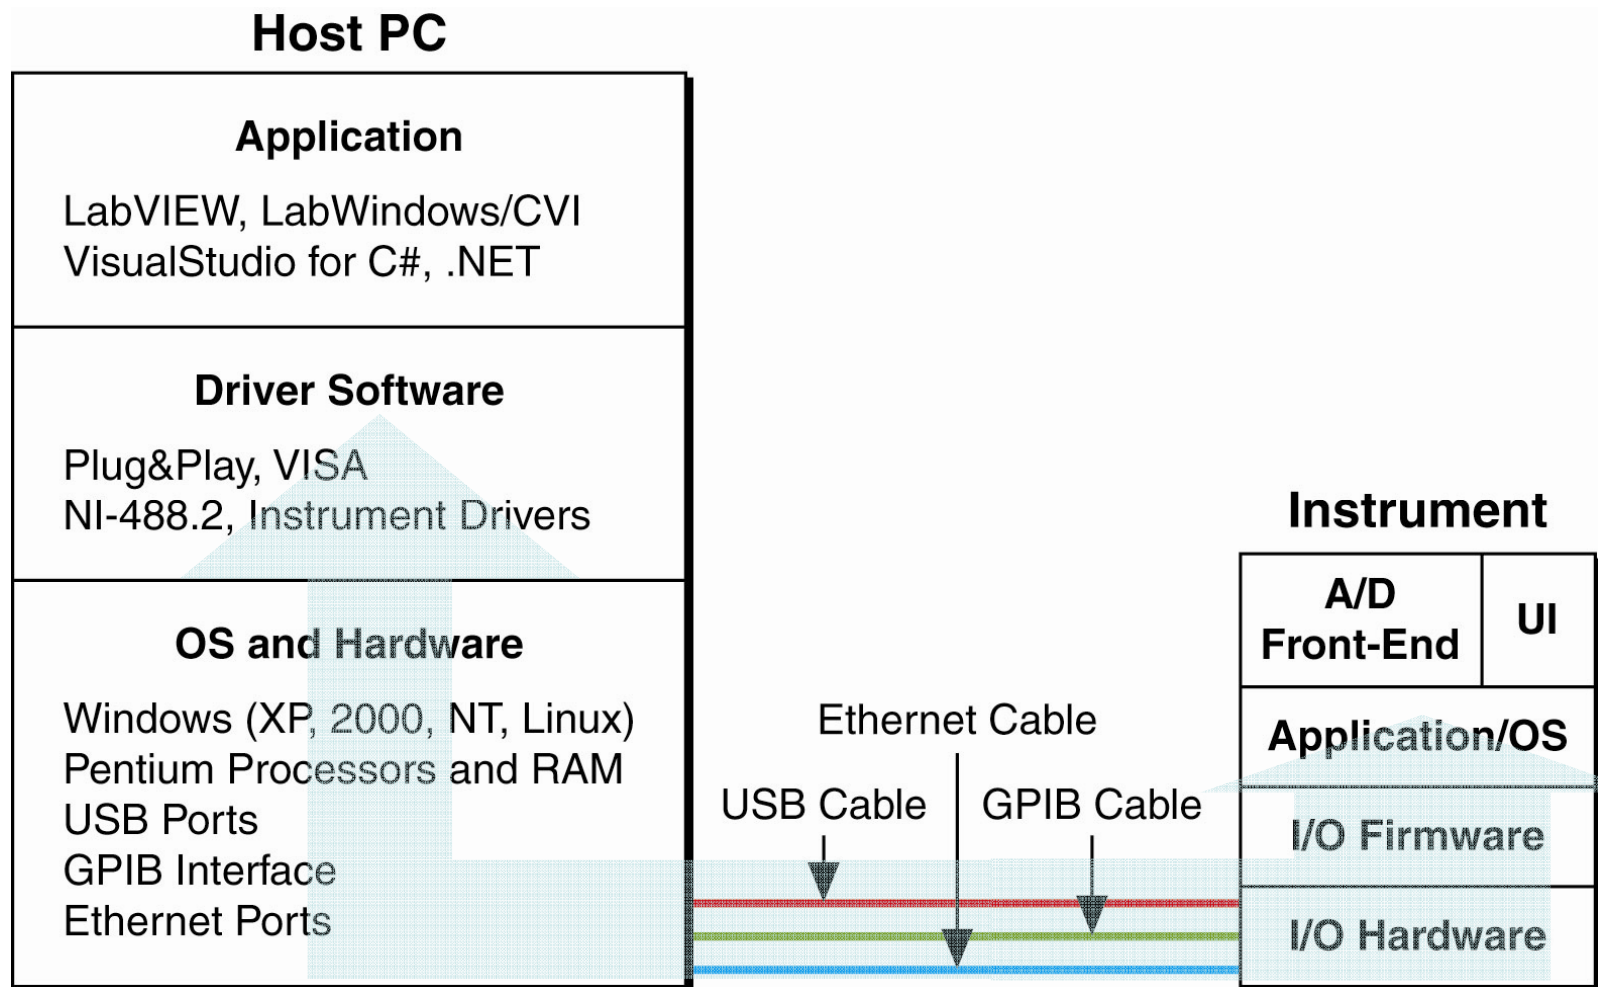 Host PC
Application
LabVIEW, LabWindows/CVI
VisualStudio for C#, .NET
Driver Software
Plug&Play, VISA
NI-488.2, Instrument Drivers
OS and Hardware
Windows (XP, 2000, NT, Linux)
Pentium Processors and RAM
USB Ports
GPIB Interface
Ethernet Ports
Ethernet Cable
USB Cable
GPIB Cable
Instrument
A/D
Front-End
UI
Application/OS
I/O Firmware
I/O Hardware